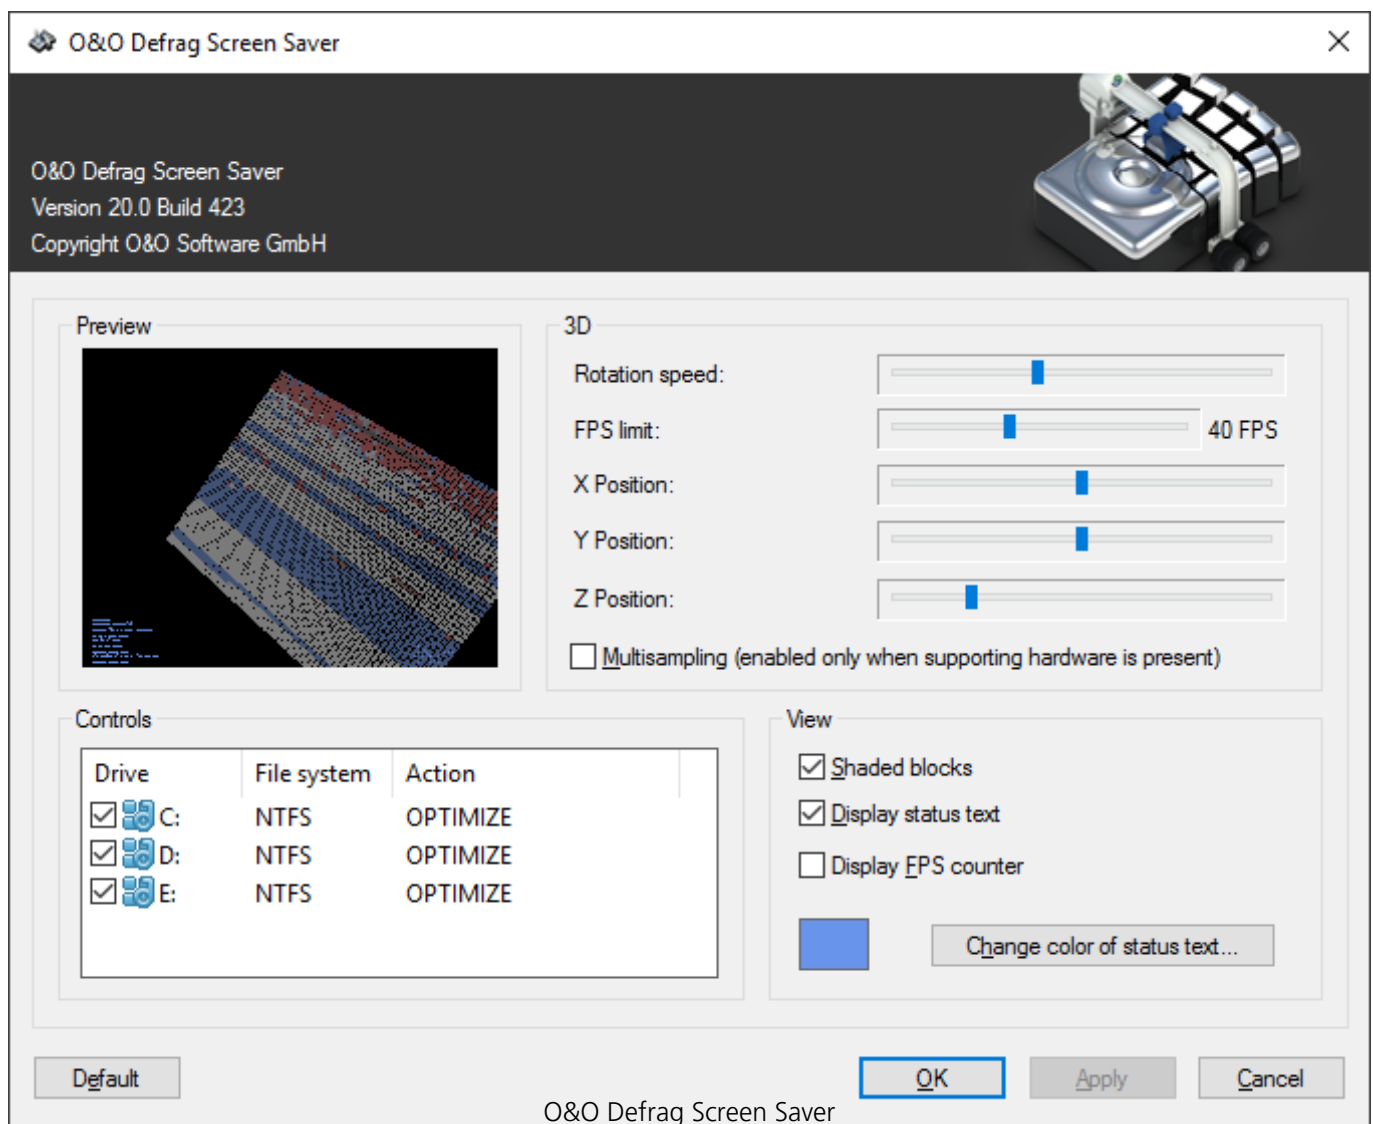 O&O Defrag Screen Saver
O&O Defrag Screen Saver
Version 20.0 Build 423
Copyright O&O Software GmbH
Preview
3D
Rotation speed:
FPS limit:
40 FPS
X Position:
Y Position:
Z Position:
Multisampling (enabled only when supporting hardware is present)
Controls
Drive File system Action
C: NTFS OPTIMIZE
D: NTFS OPTIMIZE
E: NTFS OPTIMIZE
View
Shaded blocks
Display status text
Display FPS counter
Change color of status text...
Default
OK
Apply
Cancel
O&O Defrag Screen Saver